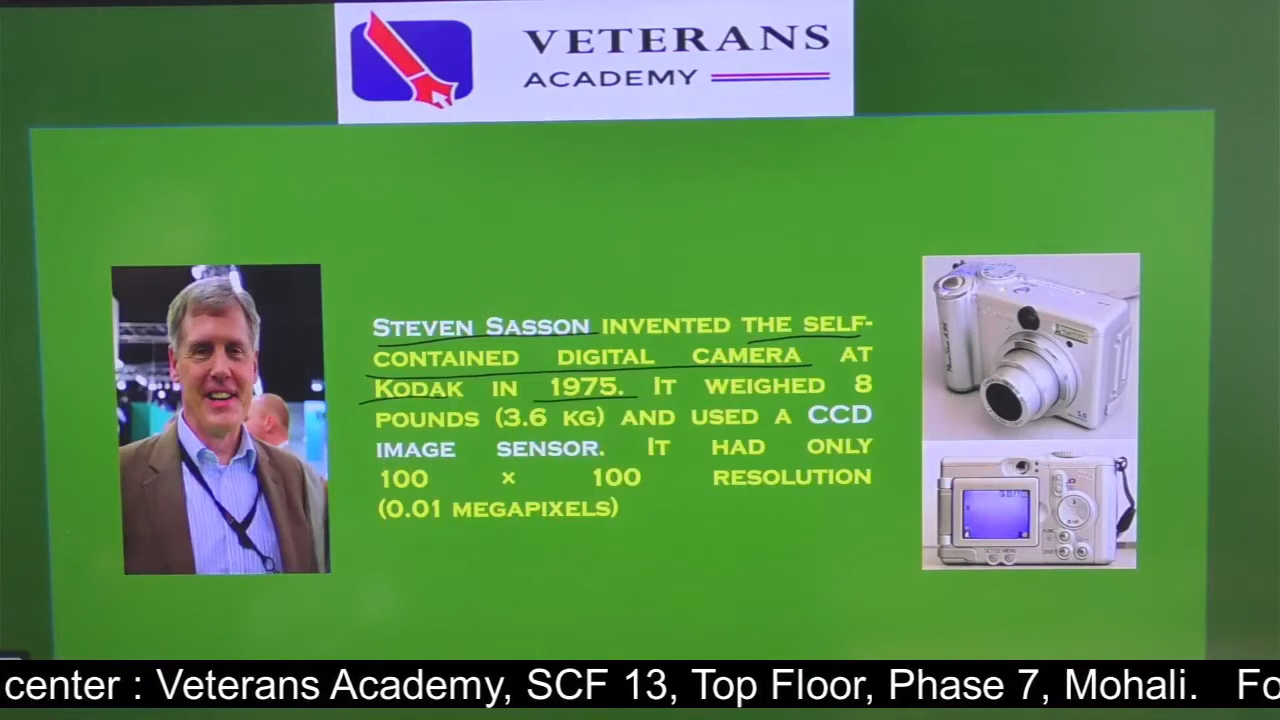 VETERANS
ACADEMY
STEVEN SASSON INVENTED THE SELF-
CONTAINED DIGITAL CAMERA AT
KODAK IN 1975. IT WEIGHED 8
POUNDS (3.6 KG) AND USED A CCD
IMAGE SENSOR. IT HAD ONLY
100 × 100 RESOLUTION
(0.01 MEGAPIXELS)
center : Veterans Academy, SCF 13, Top Floor, Phase 7, Mohali. Fo